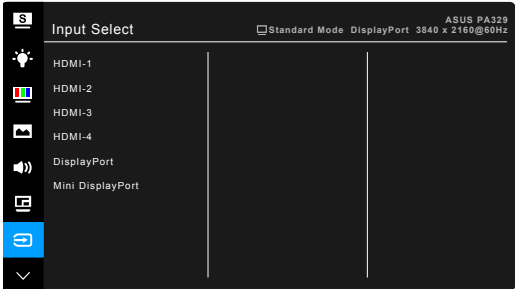 S
Input Select
ASUS PA329
Standard Mode DisplayPort 3840 x 2160@60Hz
HDMI-1
HDMI-2
HDMI-3
HDMI-4
DisplayPort
Mini DisplayPort